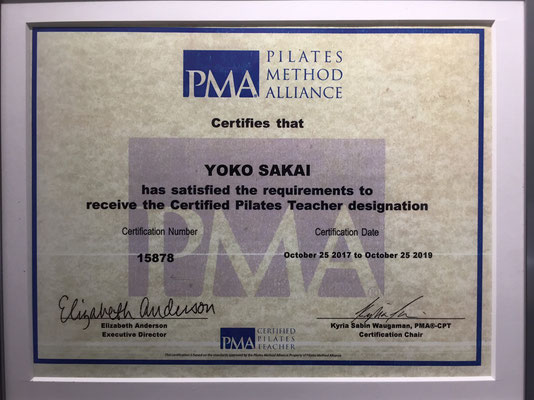 PMA PILATES
METHOD
ALLIANCE
Certifies that
YOKO SAKAI
has satisfied the requirements to
receive the Certified Pilates Teacher designation
Certification Number Certification Date
15878 October 25 2017 to October 25 2019
PMA
Elizabeth Anderson Kyria Sabin Waugaman, PMA®-CPT
Executive Director Certification Chair
PMA CERTIFIED
PILATES
TEACHER